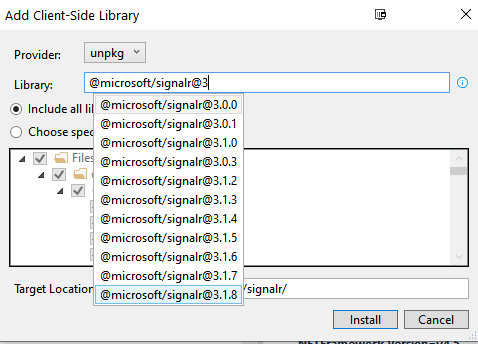 Add Client-Side Library
Provider: unpkg
Library: @microsoft/signalr@3
@microsoft/signalr@3.0.0
Include all li
@microsoft/signalr@3.0.1
Choose spec
@microsoft/signalr@3.1.0
Files
@microsoft/signalr@3.0.3
@microsoft/signalr@3.1.2
@microsoft/signalr@3.1.3
@microsoft/signalr@3.1.4
@microsoft/signalr@3.1.5
@microsoft/signalr@3.1.6
@microsoft/signalr@3.1.7
Target Location
/signalr/
@microsoft/signalr@3.1.8
Install Cancel